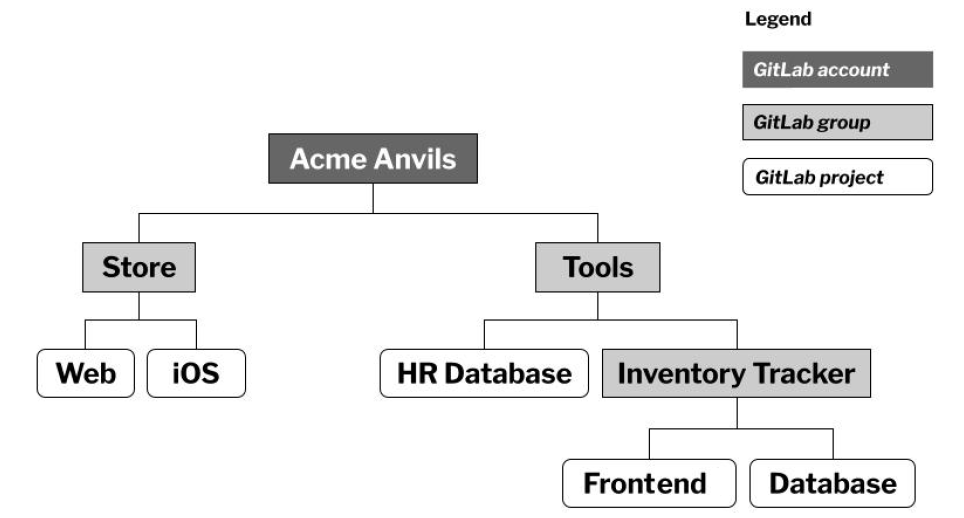 Legend
GitLab account
GitLab group
GitLab project
Acme Anvils
Store
Tools
Web
iOS
HR Database
Inventory Tracker
Frontend
Database